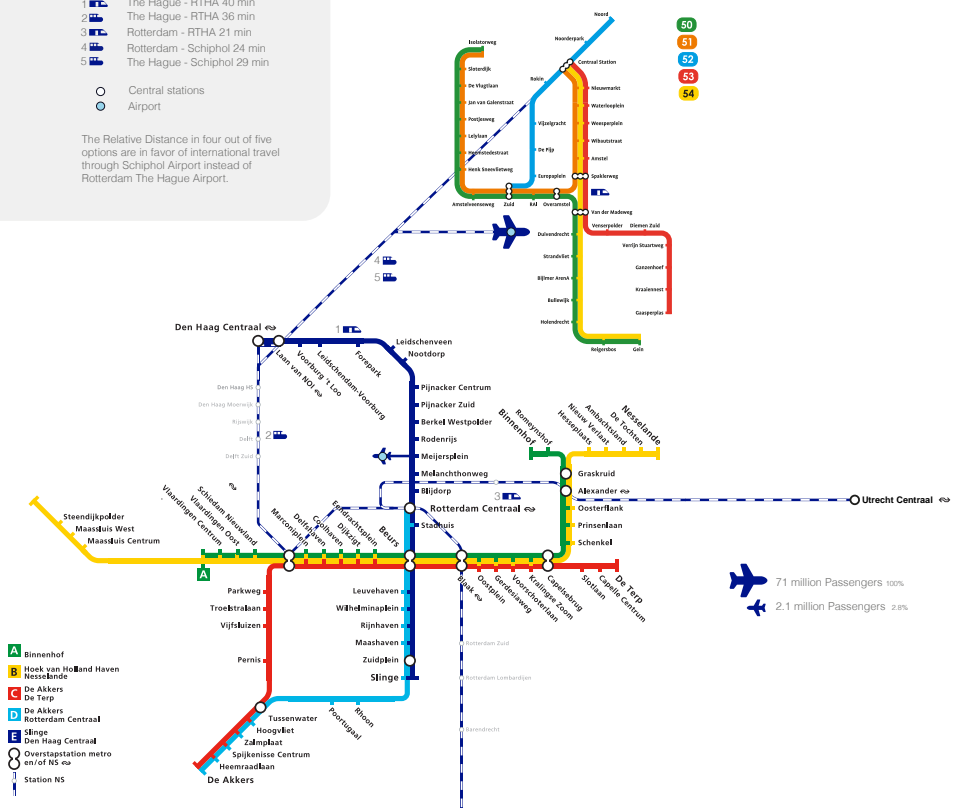 1 The Hague - RTHA 40 min
2 The Hague - RTHA 36 min
3 Rotterdam - RTHA 21 min
4 Rotterdam - Schiphol 24 min
5 The Hague - Schiphol 29 min
Central stations
Airport
The Relative Distance in four out of five
options are in favor of international travel
through Schiphol Airport instead of
Rotterdam The Hague Airport.
50
51
52
53
54
Noord
Noorderpark
Centraal Station
Rokin
Vijzelgracht
De Pijp
Europaplein
Isolatorweg
Sloterdijk
De Vlugtlaan
Jan van Galenstraat
Postjesweg
Lelylaan
Heemstedestraat
Henk Sneevlietweg
Amstelveenseweg
Zuid
RAI
Overamstel
Nieuwmarkt
Waterlooplein
Weesperplein
Wibautstraat
Amstel
Spaklerweg
Van der Madeweg
Venserpolder
Diemen Zuid
Verrijn Stuartweg
Ganzenhoef
Kraaiennest
Gaasperplas
Duivendrecht
Strandvliet
Bijlmer ArenA
Bullewijk
Holendrecht
Reigersbos
Gein
4
5
Den Haag Centraal
1
Laan van NOI
Voorburg 't Loo
Leidschendam-Voorburg
Forepark
Leidschenveen
Nootdorp
Pijnacker Centrum
Pijnacker Zuid
Berkel Westpolder
Rodenrijs
Meijersplein
Melanchthonweg
Blijdorp
Rotterdam Centraal
Stadhuis
Den Haag HS
Den Haag Moerwijk
Rijswijk
Delft
Delft Zuid
2
3
Binnenhof
Romeynshof
Hesseplaats
Nieuw Verlaat
Ambachtsland
De Tochten
Nesselande
Graskruid
Alexander
Oosterflank
Prinsenlaan
Schenkel
Utrecht Centraal
Steendijkpolder
Maassluis West
Maassluis Centrum
Vlaardingen Centrum
Vlaardingen Oost
Schiedam Nieuwland
Marconiplein
Delfshaven
Coolhaven
Dijkzigt
Eendrachtsplein
Beurs
A
Blaak
Oostplein
Gerdesiaweg
Voorschoterlaan
Kralingse Zoom
Capelsebrug
Slotlaan
Capelle Centrum
De Terp
Parkweg
Troelstralaan
Vijfsluizen
Pernis
Leuvehaven
Wilhelminaplein
Rijnhaven
Maashaven
Zuidplein
Slinge
Rotterdam Zuid
Rotterdam Lombardijen
Barendrecht
Tussenwater
Hoogvliet
Zalmplaat
Spijkenisse Centrum
Heemraadlaan
De Akkers
Poortugaal
Rhoon
71 million Passengers 100%
2.1 million Passengers 2.8%
A Binnenhof
B Hoek van Holland Haven
Nesselande
C De Akkers
De Terp
D De Akkers
Rotterdam Centraal
E Slinge
Den Haag Centraal
Overstapstation metro
en/of NS
Station NS